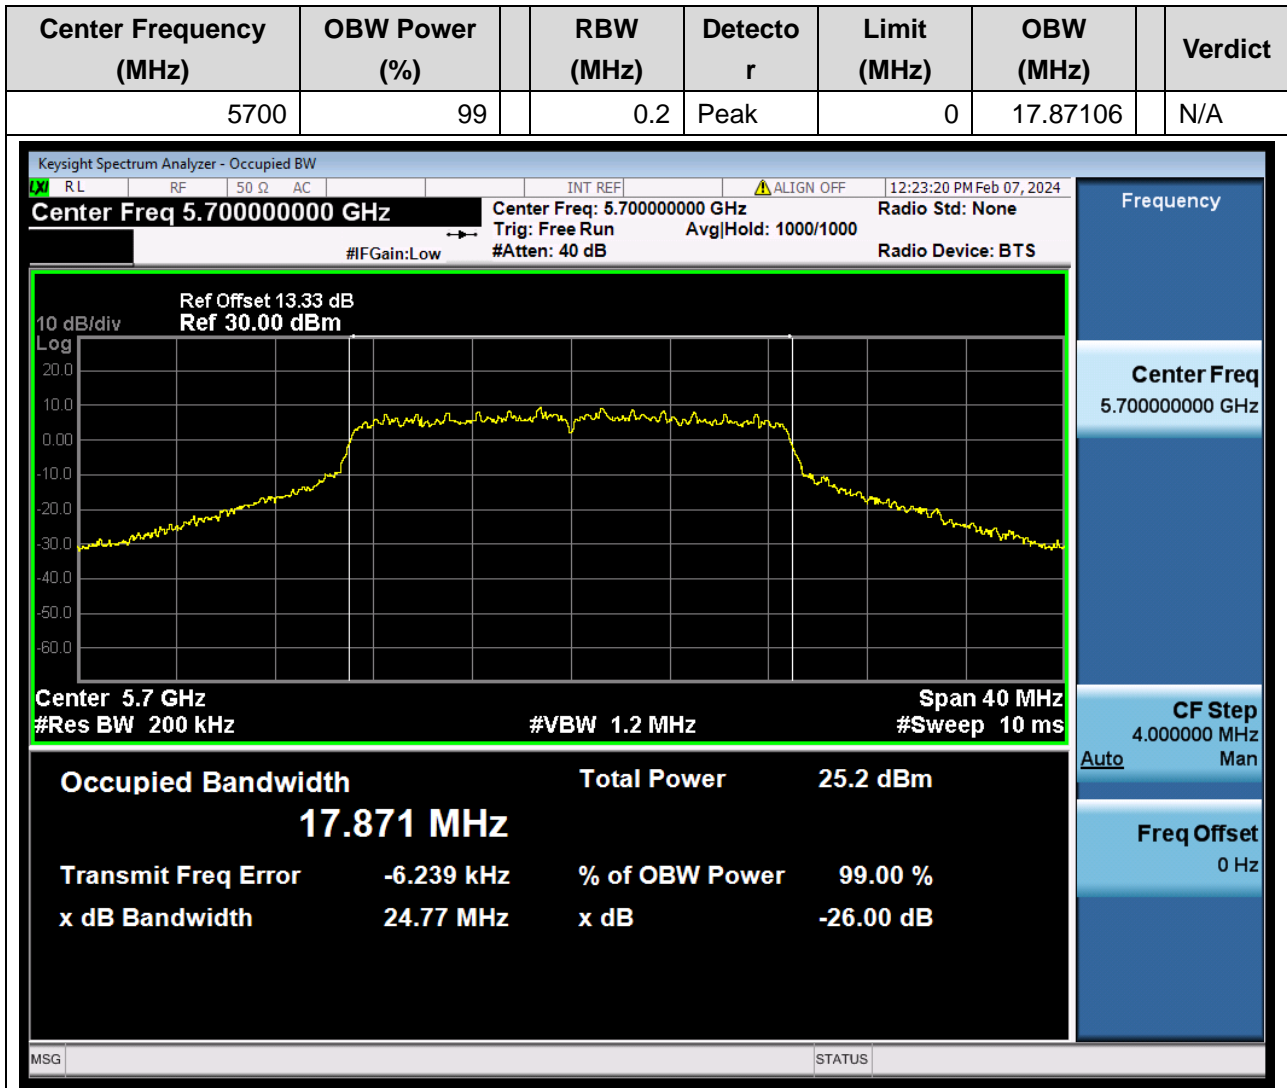 Center Frequency (MHz) OBW Power (%) RBW (MHz) Detecto r Limit (MHz) OBW (MHz) Verdict
5700 99 0.2 Peak 0 17.87106 N/A
Keysight Spectrum Analyzer - Occupied BW
LXI RL RF 50 Ω AC INT REF ALIGN OFF 12:23:20 PM Feb 07, 2024
Center Freq 5.700000000 GHz
Center Freq: 5.700000000 GHz
Radio Std: None
Trig: Free Run Avg|Hold: 1000/1000
#IFGain:Low
#Atten: 40 dB
Radio Device: BTS
Ref Offset 13.33 dB
10 dB/div Ref 30.00 dBm
Log
20.0
10.0
0.00
-10.0
-20.0
-30.0
-40.0
-50.0
-60.0
Center 5.7 GHz Span 40 MHz
#Res BW 200 kHz #VBW 1.2 MHz #Sweep 10 ms
Occupied Bandwidth Total Power 25.2 dBm
17.871 MHz
Transmit Freq Error -6.239 kHz % of OBW Power 99.00 %
x dB Bandwidth 24.77 MHz x dB -26.00 dB
Frequency
Center Freq
5.700000000 GHz
CF Step
4.000000 MHz
Auto Man
Freq Offset
0 Hz
MSG STATUS